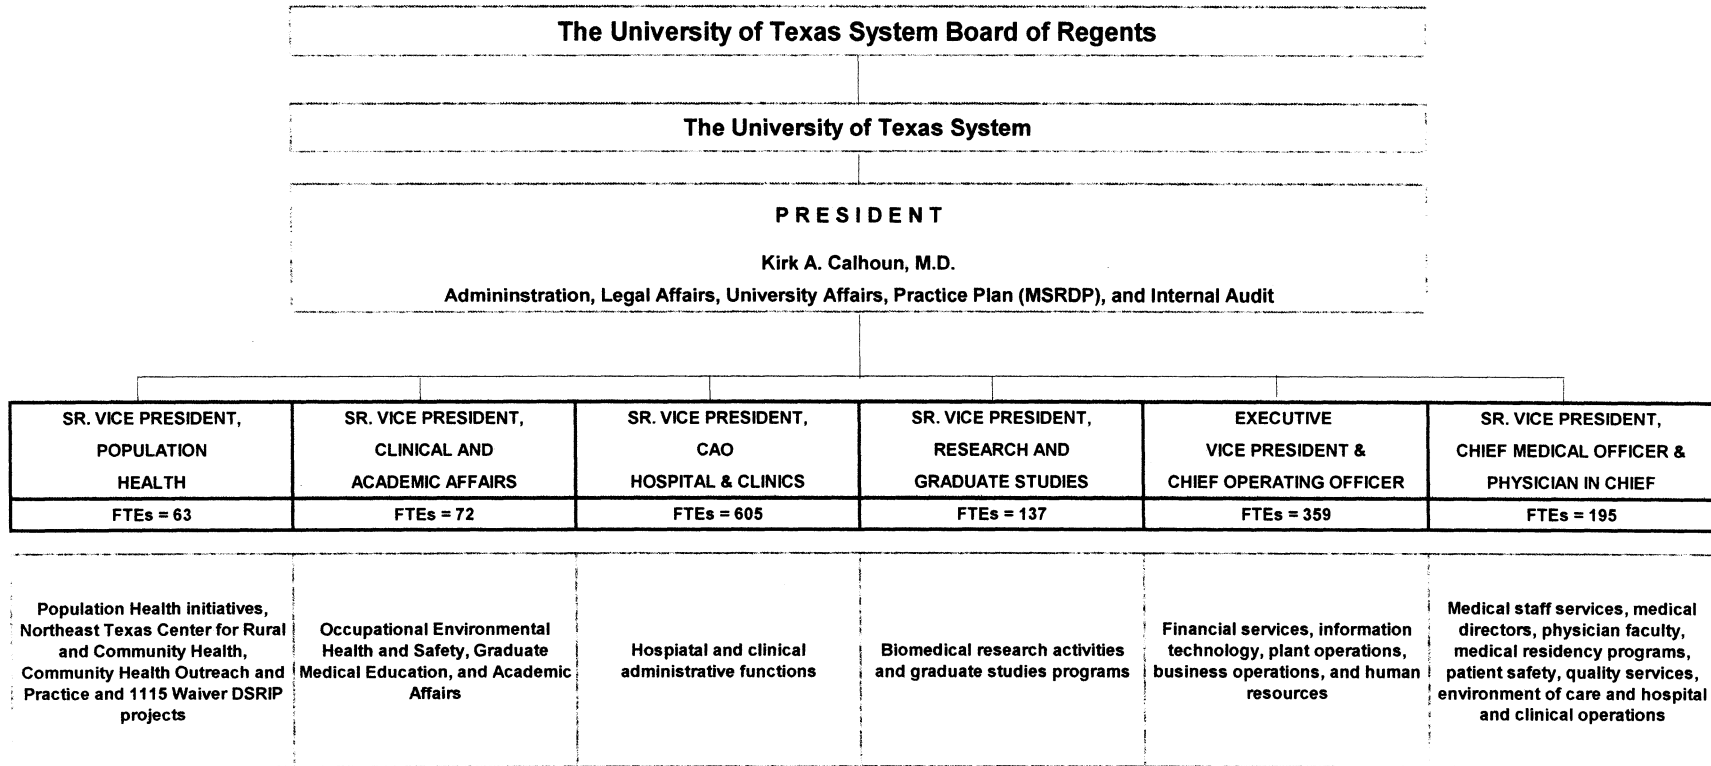 The University of Texas System Board of Regents
The University of Texas System
PRESIDENT
Kirk A. Calhoun, M.D.
Admininstration, Legal Affairs, University Affairs, Practice Plan (MSRDP), and Internal Audit
SR. VICE PRESIDENT,
POPULATION
HEALTH
FTEs = 63
Population Health initiatives,
Northeast Texas Center for Rural
and Community Health,
Community Health Outreach and
Practice and 1115 Waiver DSRIP
projects
SR. VICE PRESIDENT,
CLINICAL AND
ACADEMIC AFFAIRS
FTEs = 72
Occupational Environmental
Health and Safety, Graduate
Medical Education, and Academic
Affairs
SR. VICE PRESIDENT,
CAO
HOSPITAL & CLINICS
FTEs = 605
Hospiatal and clinical
administrative functions
SR. VICE PRESIDENT,
RESEARCH AND
GRADUATE STUDIES
FTEs = 137
Biomedical research activities
and graduate studies programs
EXECUTIVE
VICE PRESIDENT &
CHIEF OPERATING OFFICER
FTEs = 359
Financial services, information
technology, plant operations,
business operations, and human
resources
SR. VICE PRESIDENT,
CHIEF MEDICAL OFFICER &
PHYSICIAN IN CHIEF
FTEs = 195
Medical staff services, medical
directors, physician faculty,
medical residency programs,
patient safety, quality services,
environment of care and hospital
and clinical operations